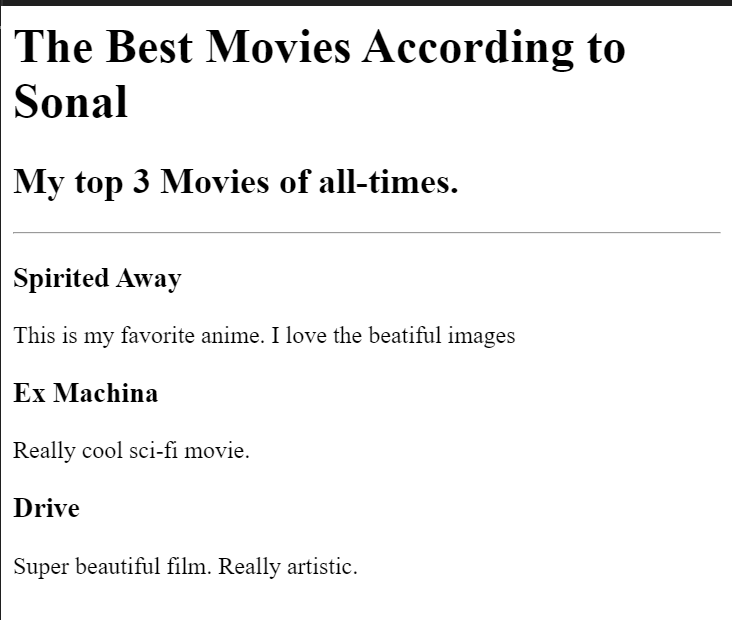 The Best Movies According to
Sonal
My top 3 Movies of all-times.
Spirited Away
This is my favorite anime. I love the beatiful images
Ex Machina
Really cool sci-fi movie.
Drive
Super beautiful film. Really artistic.